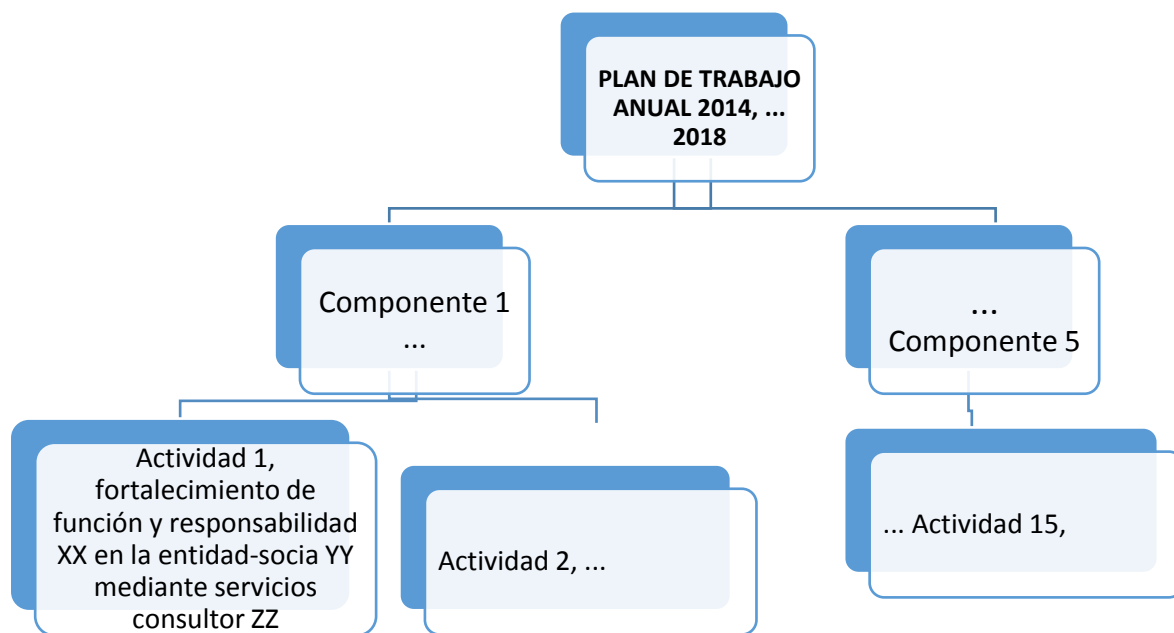 PLAN DE TRABAJO
ANUAL 2014, ...
2018
Componente 1
...
...
Componente 5
Actividad 1,
fortalecimiento de
función y responsabilidad
XX en la entidad-socia YY
mediante servicios
consultor ZZ
Actividad 2, ...
... Actividad 15,